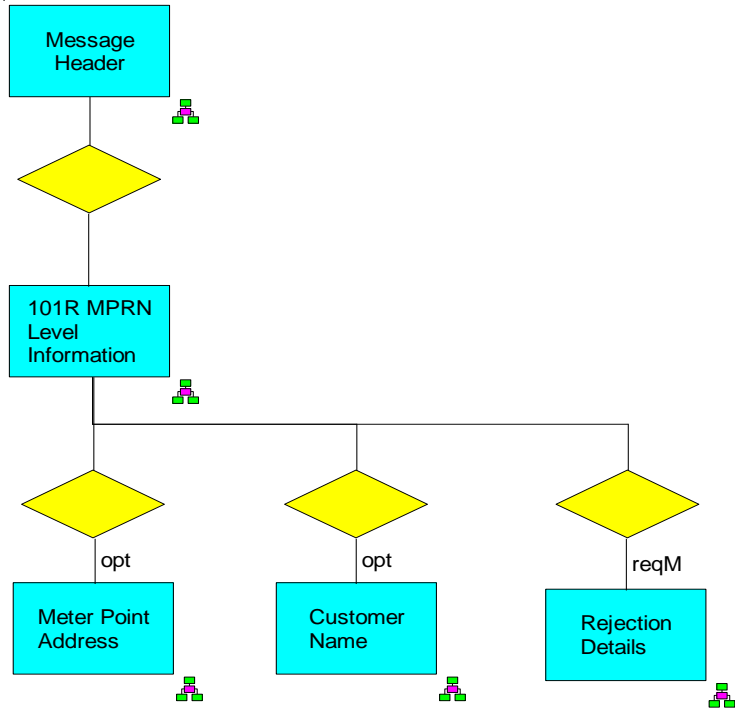 Message
Header
101R MPRN
Level
Information
opt
opt
reqM
Meter Point
Address
Customer
Name
Rejection
Details